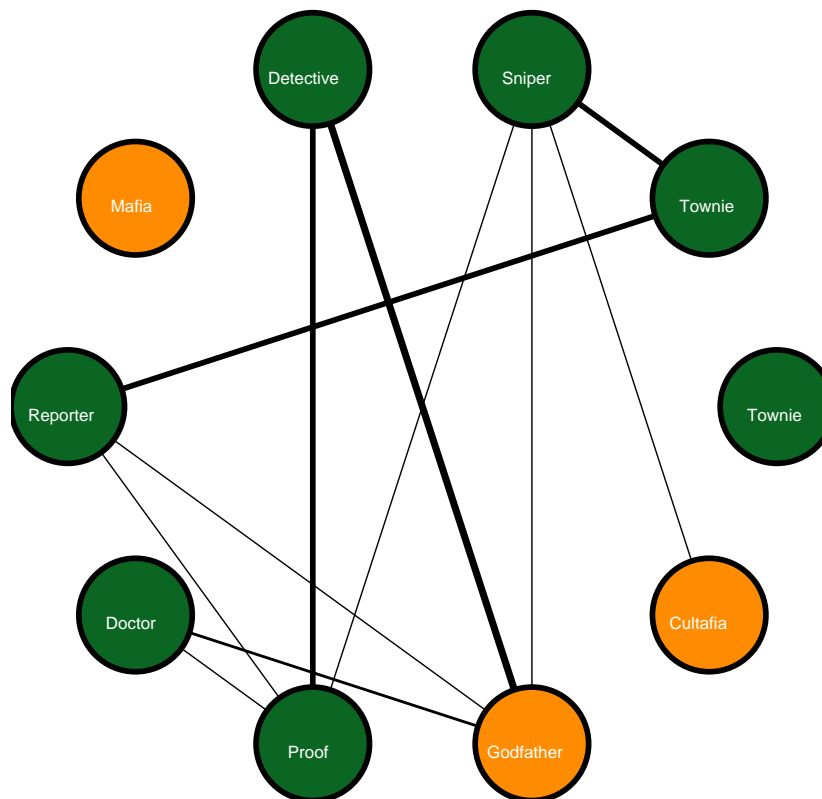 Detective
Sniper
Mafia
Townie
Reporter
Townie
Doctor
Cultafia
Proof
Godfather